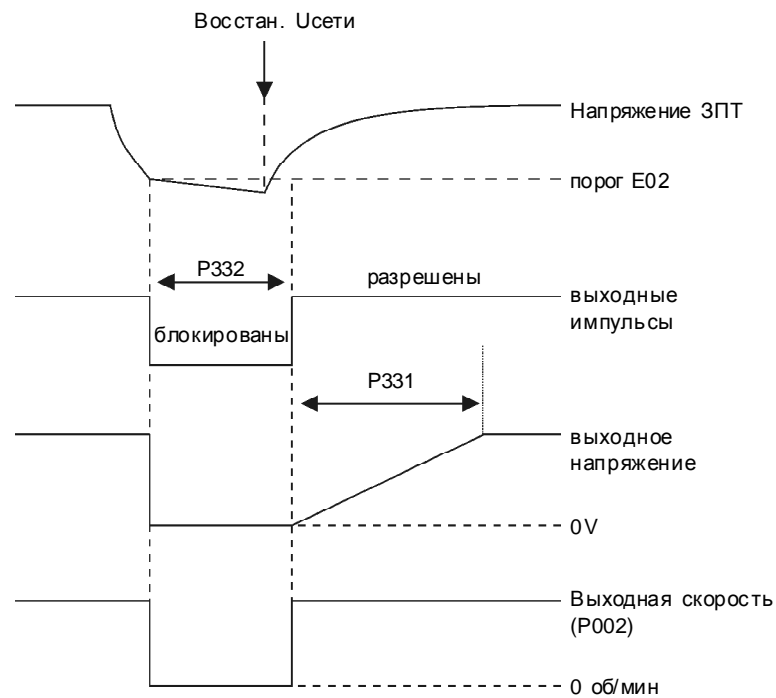 Восстан. Uсети
Напряжение ЗПТ
порог E02
P332
разрешены
выходные
импульсы
блокированы
P331
выходное
напряжение
0V
Выходная скорость
(P002)
0 об/мин